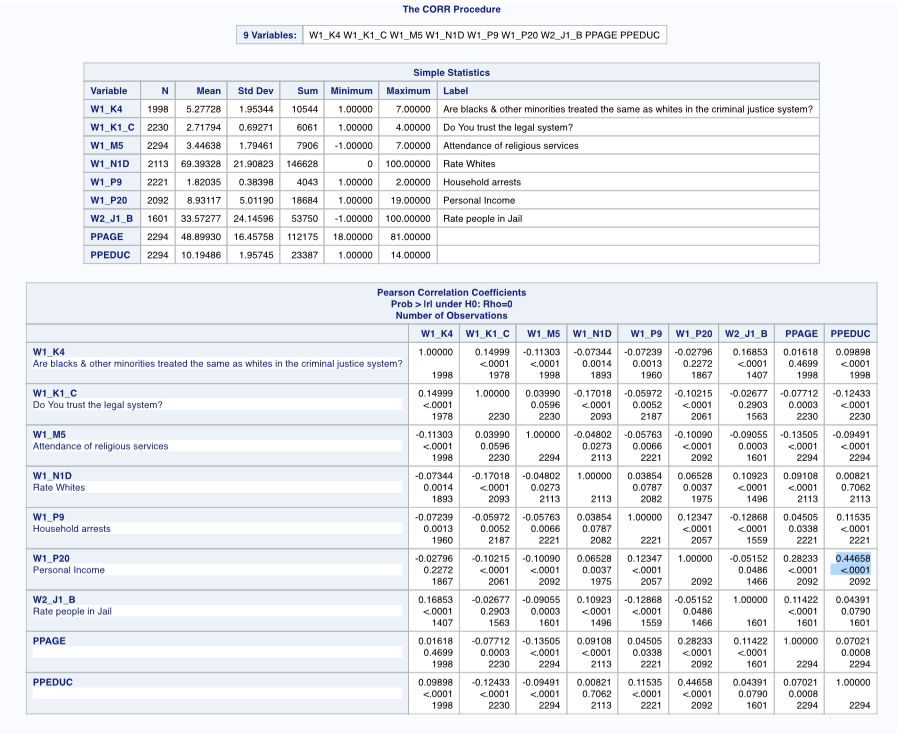 The CORR Procedure
9 Variables: W1_K4 W1_K1_C W1_M5 W1_N1D W1_P9 W1_P20 W2_J1_B PPAGE PPEDUC
Simple Statistics
Variable N Mean Std Dev Sum Minimum Maximum Label
W1_K4 1998 5.27728 1.95344 10544 1.00000 7.00000 Are blacks & other minorities treated the same as whites in the criminal justice system?
W1_K1_C 2230 2.71794 0.69271 6061 1.00000 4.00000 Do You trust the legal system?
W1_M5 2294 3.44638 1.79461 7906 -1.00000 7.00000 Attendance of religious services
W1_N1D 2113 69.39328 21.90823 146628 0 100.00000 Rate Whites
W1_P9 2221 1.82035 0.38398 4043 1.00000 2.00000 Household arrests
W1_P20 2092 8.93117 5.01190 18684 1.00000 19.00000 Personal Income
W2_J1_B 1601 33.57277 24.14596 53750 -1.00000 100.00000 Rate people in Jail
PPAGE 2294 48.89930 16.45758 112175 18.00000 81.00000
PPEDUC 2294 10.19486 1.95745 23387 1.00000 14.00000
Pearson Correlation Coefficients
Prob > |r| under H0: Rho=0
Number of Observations
W1_K4 W1_K1_C W1_M5 W1_N1D W1_P9 W1_P20 W2_J1_B PPAGE PPEDUC
W1_K4 1.00000 0.14999 -0.11303 -0.07344 -0.07239 -0.02796 0.16853 0.01618 0.09898
Are blacks & other minorities treated the same as whites in the criminal justice system? <.0001 <.0001 0.0014 0.0013 0.2272 <.0001 0.4699 <.0001
1998 1978 1998 1893 1960 1867 1407 1998 1998
W1_K1_C 0.14999 1.00000 0.03990 -0.17018 -0.05972 -0.10215 -0.02677 -0.07712 -0.12433
Do You trust the legal system? <.0001 0.0596 <.0001 0.0052 <.0001 0.2903 0.0003 <.0001
1978 2230 2230 2093 2187 2061 1563 2230 2230
W1_M5 -0.11303 0.03990 1.00000 -0.04802 -0.05763 -0.10090 -0.09055 -0.13505 -0.09491
Attendance of religious services <.0001 0.0596 0.0273 0.0066 <.0001 0.0003 <.0001 <.0001
1998 2230 2294 2113 2221 2092 1601 2294 2294
W1_N1D -0.07344 -0.17018 -0.04802 1.00000 0.03854 0.06528 0.10923 0.09108 0.00821
Rate Whites 0.0014 <.0001 0.0273 0.0787 0.0037 <.0001 <.0001 0.7062
1893 2093 2113 2113 2082 1975 1496 2113 2113
W1_P9 -0.07239 -0.05972 -0.05763 0.03854 1.00000 0.12347 -0.12868 0.04505 0.11535
Household arrests 0.0013 0.0052 0.0066 0.0787 <.0001 <.0001 0.0338 <.0001
1960 2187 2221 2082 2221 2057 1559 2221 2221
W1_P20 -0.02796 -0.10215 -0.10090 0.06528 0.12347 1.00000 -0.05152 0.28233 0.44658
Personal Income 0.2272 <.0001 <.0001 0.0037 <.0001 0.0486 <.0001 <.0001
1867 2061 2092 1975 2057 2092 1466 2092 2092
W2_J1_B 0.16853 -0.02677 -0.09055 0.10923 -0.12868 -0.05152 1.00000 0.11422 0.04391
Rate people in Jail <.0001 0.2903 0.0003 <.0001 <.0001 0.0486 <.0001 0.0790
1407 1563 1601 1496 1559 1466 1601 1601 1601
PPAGE 0.01618 -0.07712 -0.13505 0.09108 0.04505 0.28233 0.11422 1.00000 0.07021
0.4699 0.0003 <.0001 <.0001 0.0338 <.0001 <.0001 0.0008
1998 2230 2294 2113 2221 2092 1601 2294 2294
PPEDUC 0.09898 -0.12433 -0.09491 0.00821 0.11535 0.44658 0.04391 0.07021 1.00000
<.0001 <.0001 <.0001 0.7062 <.0001 <.0001 0.0790 0.0008
1998 2230 2294 2113 2221 2092 1601 2294 2294